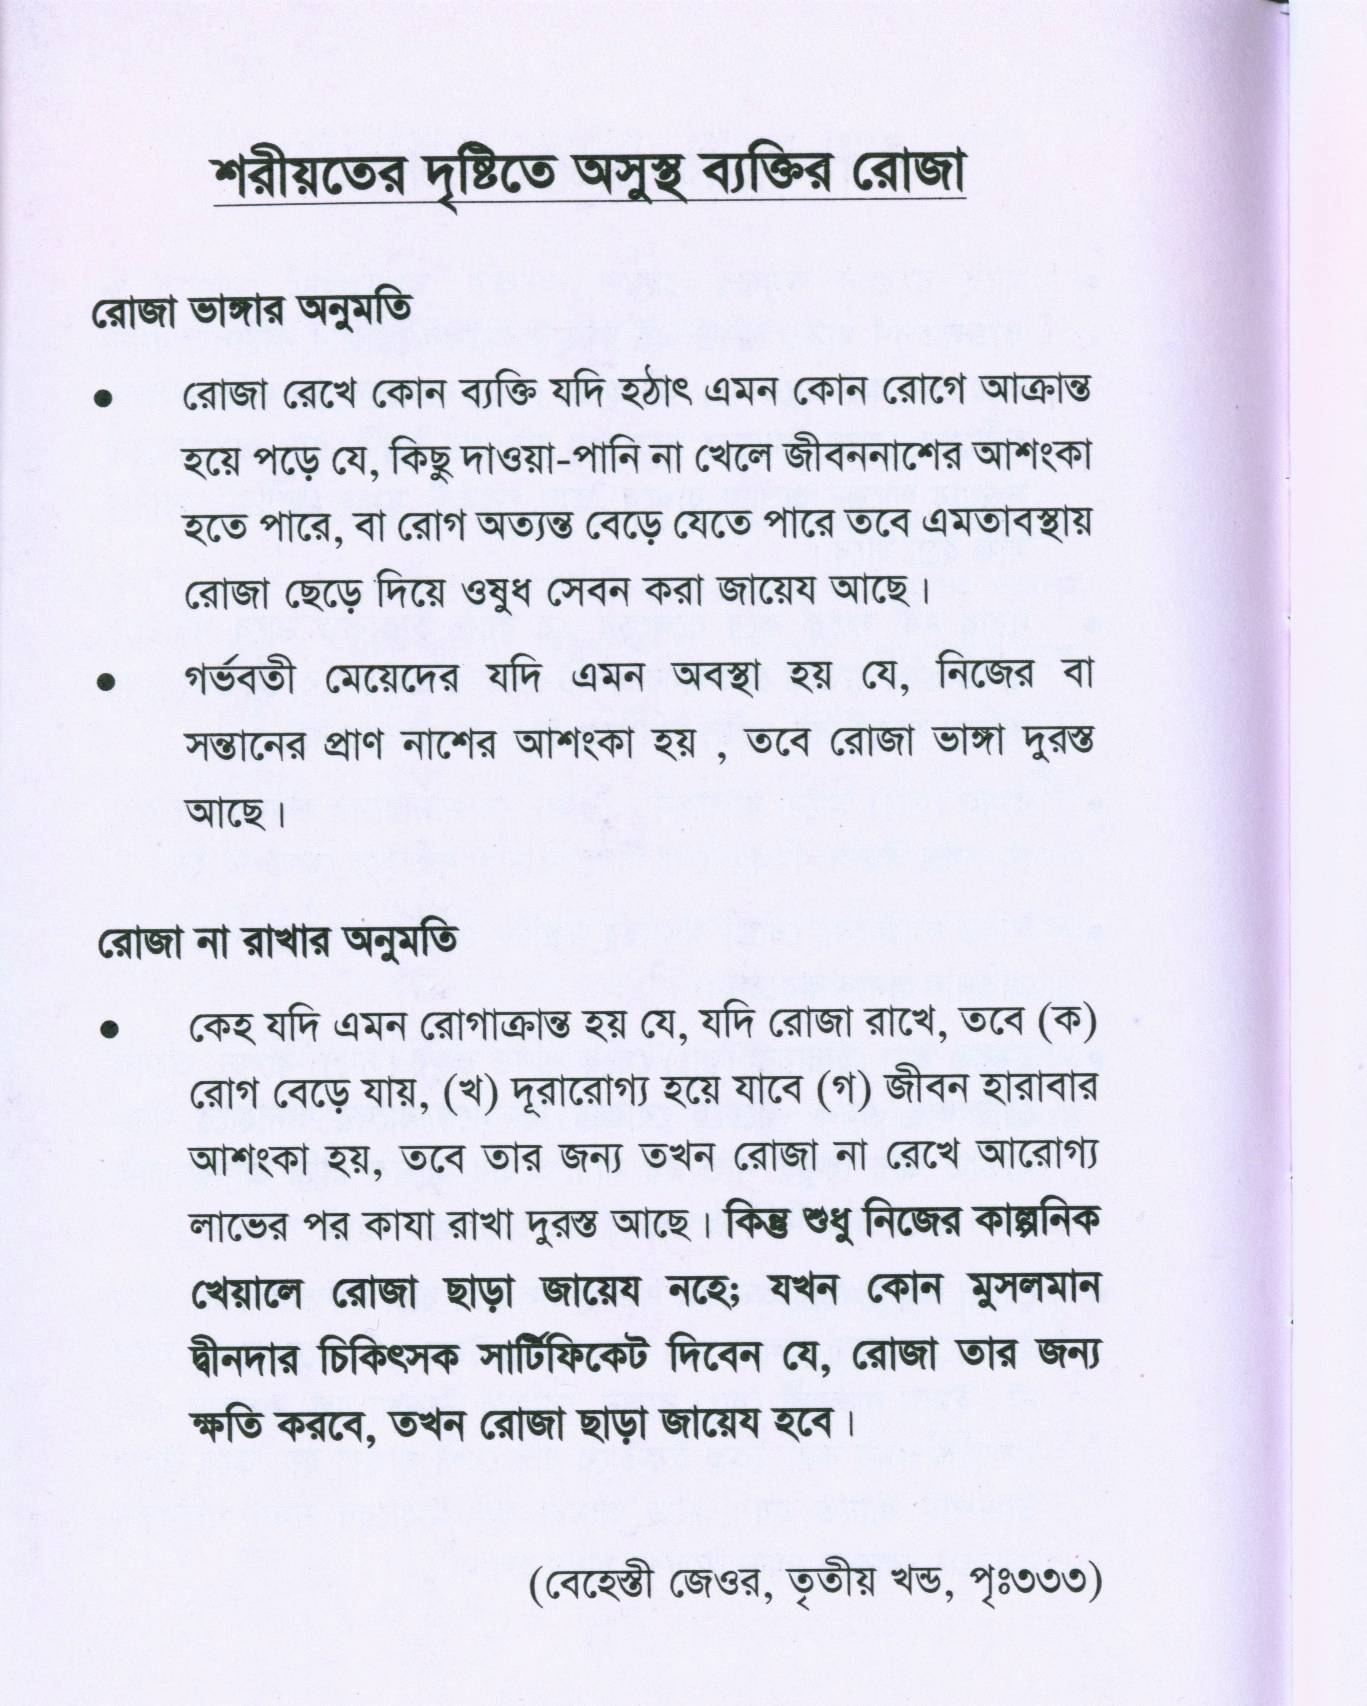 শরীয়তের দৃষ্টিতে অসুস্থ ব্যক্তির রোজা
রোজা ভাঙ্গার অনুমতি
● রোজা রেখে কোন ব্যক্তি যদি হঠাৎ এমন কোন রোগে আক্রান্ত
হয়ে পড়ে যে, কিছু দাওয়া-পানি না খেলে জীবননাশের আশংকা
হতে পারে, বা রোগ অত্যন্ত বেড়ে যেতে পারে তবে এমতাবস্থায়
রোজা ছেড়ে দিয়ে ওষুধ সেবন করা জায়েয আছে।
● গর্ভবতী মেয়েদের যদি এমন অবস্থা হয় যে, নিজের বা
সন্তানের প্রাণ নাশের আশংকা হয় , তবে রোজা ভাঙ্গা দুরস্ত
আছে।
রোজা না রাখার অনুমতি
● কেহ যদি এমন রোগাক্রান্ত হয় যে, যদি রোজা রাখে, তবে (ক)
রোগ বেড়ে যায়, (খ) দূরারোগ্য হয়ে যাবে (গ) জীবন হারাবার
আশংকা হয়, তবে তার জন্য তখন রোজা না রেখে আরোগ্য
লাভের পর কাযা রাখা দুরস্ত আছে। কিন্তু শুধু নিজের কাল্পনিক
খেয়ালে রোজা ছাড়া জায়েয নহে; যখন কোন মুসলমান
দ্বীনদার চিকিৎসক সার্টিফিকেট দিবেন যে, রোজা তার জন্য
ক্ষতি করবে, তখন রোজা ছাড়া জায়েয হবে।
(বেহেস্তী জেওর, তৃতীয় খন্ড, পৃঃ৩৩৩)